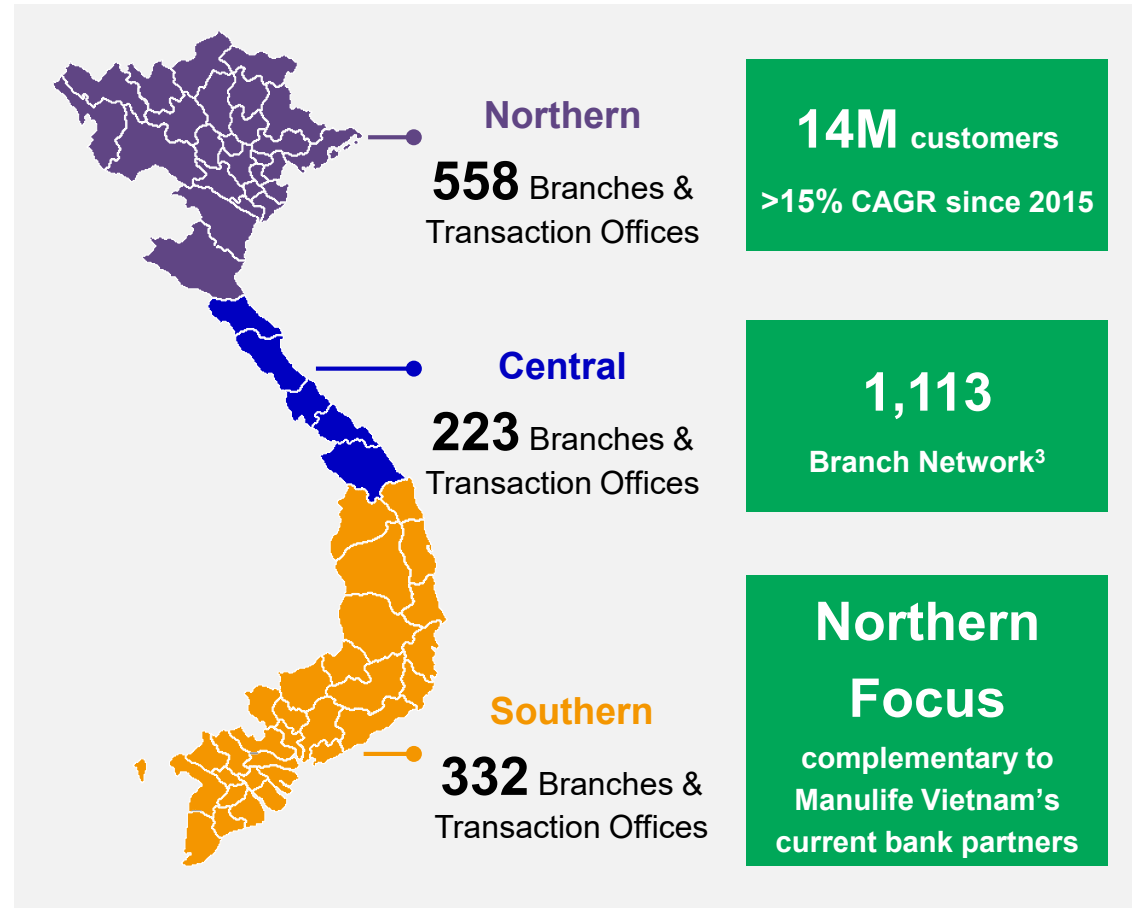 Northern
558 Branches &
Transaction Offices
14M customers
>15% CAGR since 2015
Central
223 Branches &
Transaction Offices
1,113
Branch Network³
Southern
332 Branches &
Transaction Offices
Northern
Focus
complementary to
Manulife Vietnam’s
current bank partners